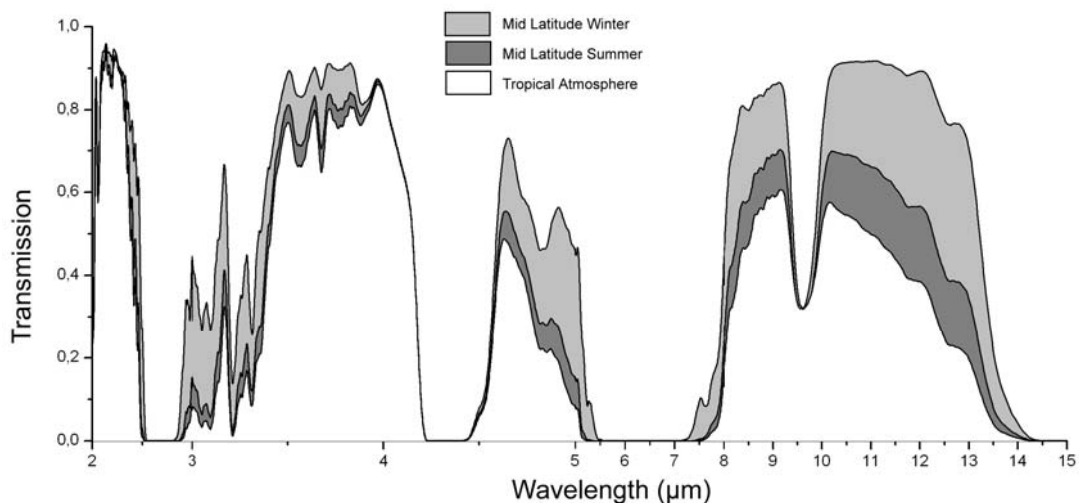 Mid Latitude Winter
Mid Latitude Summer
Tropical Atmosphere
1,0
0,8
0,6
0,4
0,2
0,0
Transmission
2 3 4 5 6 7 8 9 10 11 12 13 14 15
Wavelength (µm)